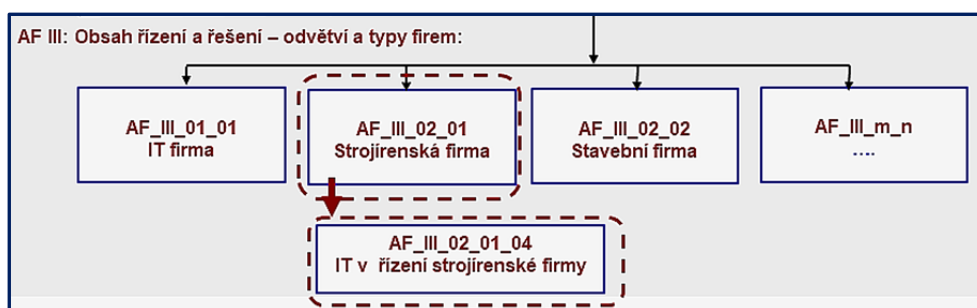 AF III: Obsah řízení a řešení – odvětví a typy firem:
AF_III_01_01
IT firma
AF_III_02_01
Strojírenská firma
AF_III_02_02
Stavební firma
AF_III_m_n
....
AF_III_02_01_04
IT v řízení strojírenské firmy